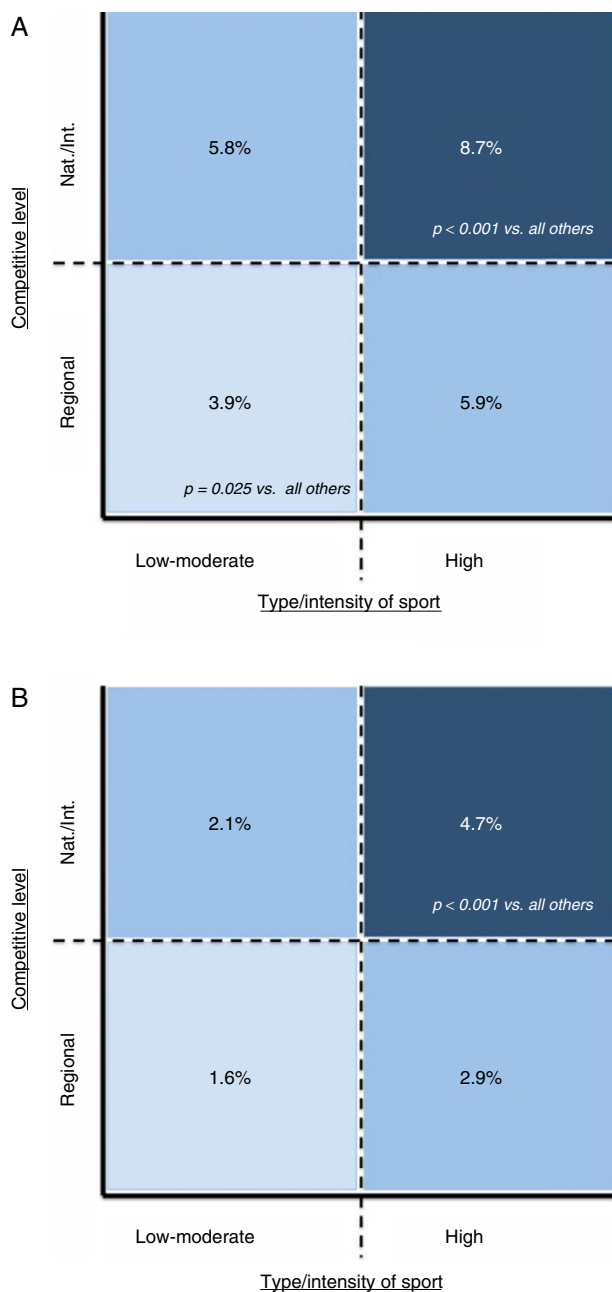 A
Competitive level
Nat./Int.
5.8%
8.7%
p < 0.001 vs. all others
Regional
3.9%
5.9%
p = 0.025 vs. all others
Low-moderate
High
Type/intensity of sport
B
Competitive level
Nat./Int.
2.1%
4.7%
p < 0.001 vs. all others
Regional
1.6%
2.9%
Low-moderate
High
Type/intensity of sport